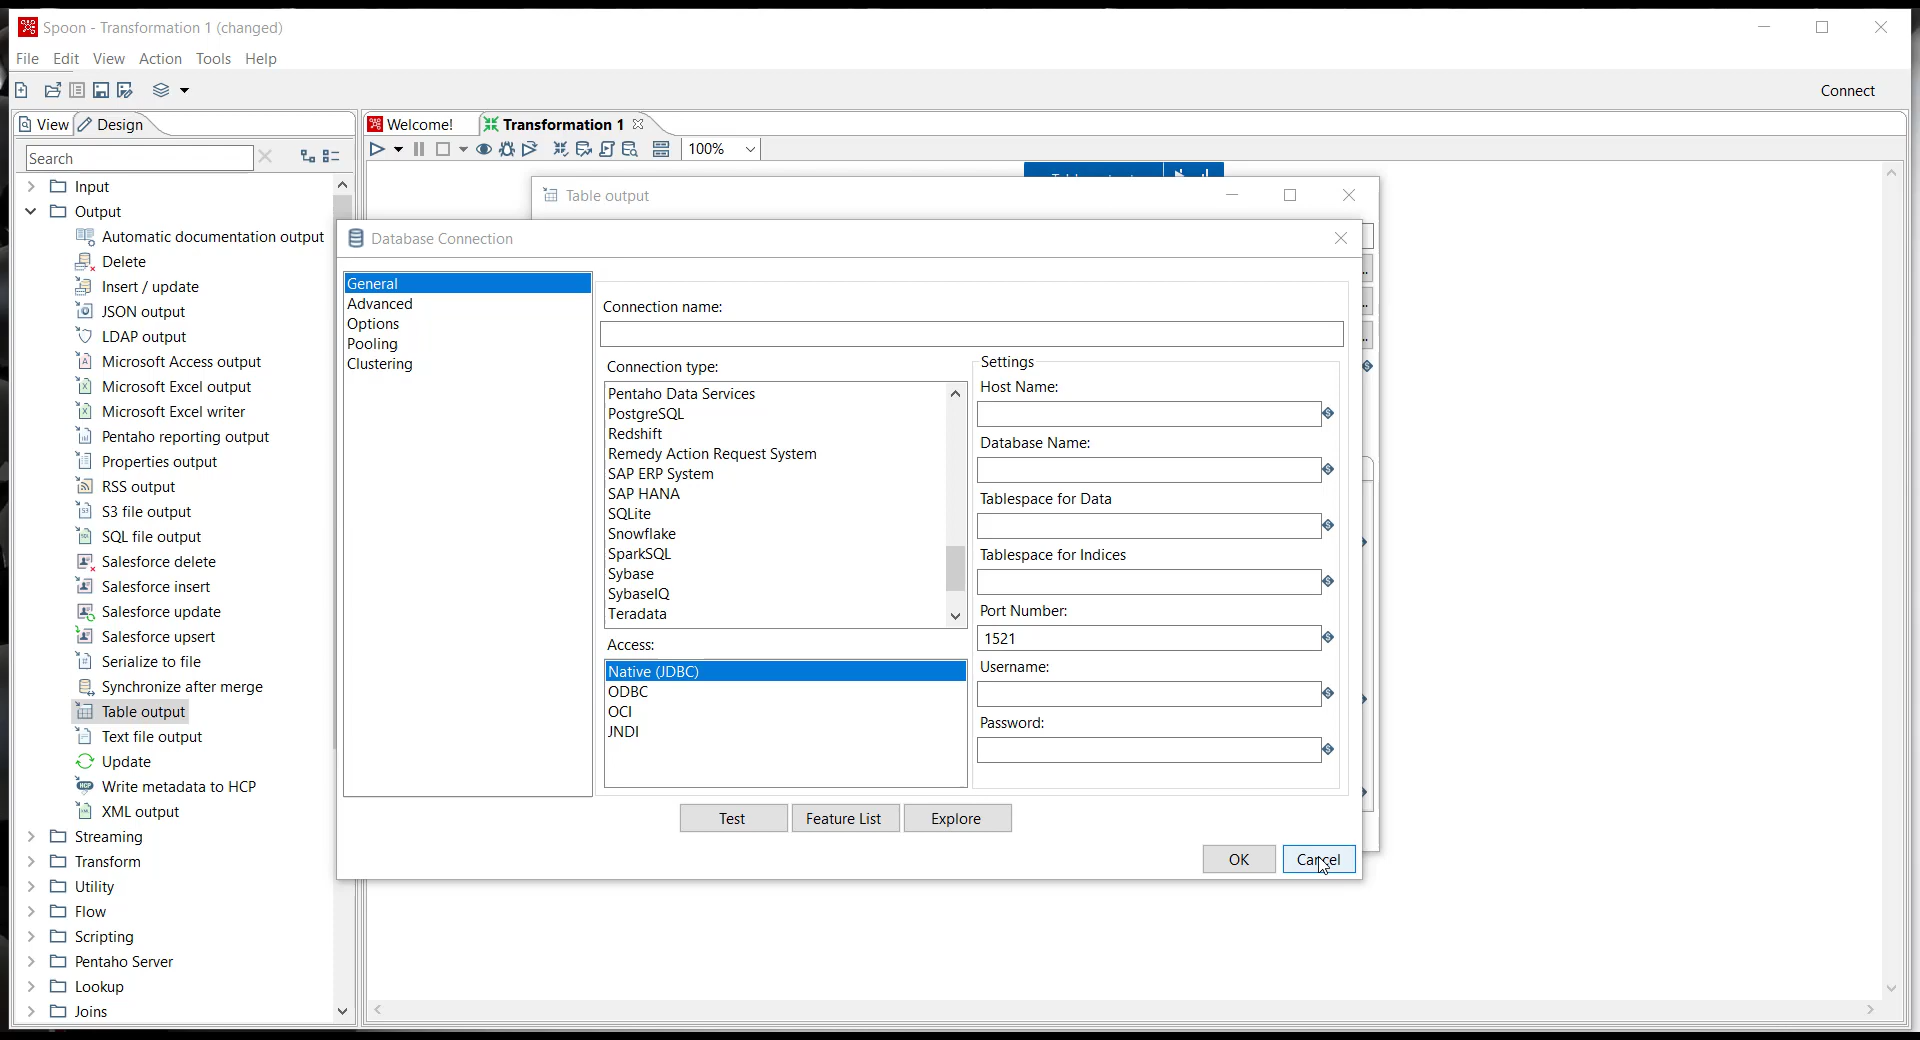 Spoon - Transformation 1 (changed)
File Edit View Action Tools Help
Connect
View Design
Welcome! Transformation 1
Search
100%
Input
Output
Automatic documentation output
Delete
Insert / update
JSON output
LDAP output
Microsoft Access output
Microsoft Excel output
Microsoft Excel writer
Pentaho reporting output
Properties output
RSS output
S3 file output
SQL file output
Salesforce delete
Salesforce insert
Salesforce update
Salesforce upsert
Serialize to file
Synchronize after merge
Table output
Text file output
Update
Write metadata to HCP
XML output
Streaming
Transform
Utility
Flow
Scripting
Pentaho Server
Lookup
Joins
Table output
Database Connection
General
Advanced
Options
Pooling
Clustering
Connection name:
Connection type:
Pentaho Data Services
PostgreSQL
Redshift
Remedy Action Request System
SAP ERP System
SAP HANA
SQLite
Snowflake
SparkSQL
Sybase
SybaseIQ
Teradata
Access:
Native (JDBC)
ODBC
OCI
JNDI
Settings
Host Name:
Database Name:
Tablespace for Data
Tablespace for Indices
Port Number:
1521
Username:
Password:
Test Feature List Explore
OK Cancel